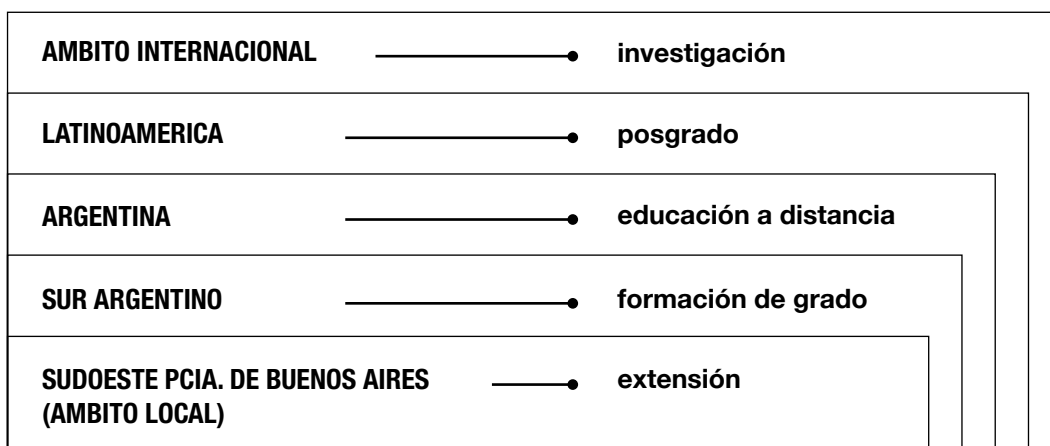 AMBITO INTERNACIONAL investigación
LATINOAMERICA posgrado
ARGENTINA educación a distancia
SUR ARGENTINO formación de grado
SUDOESTE PCIA. DE BUENOS AIRES extensión
(AMBITO LOCAL)